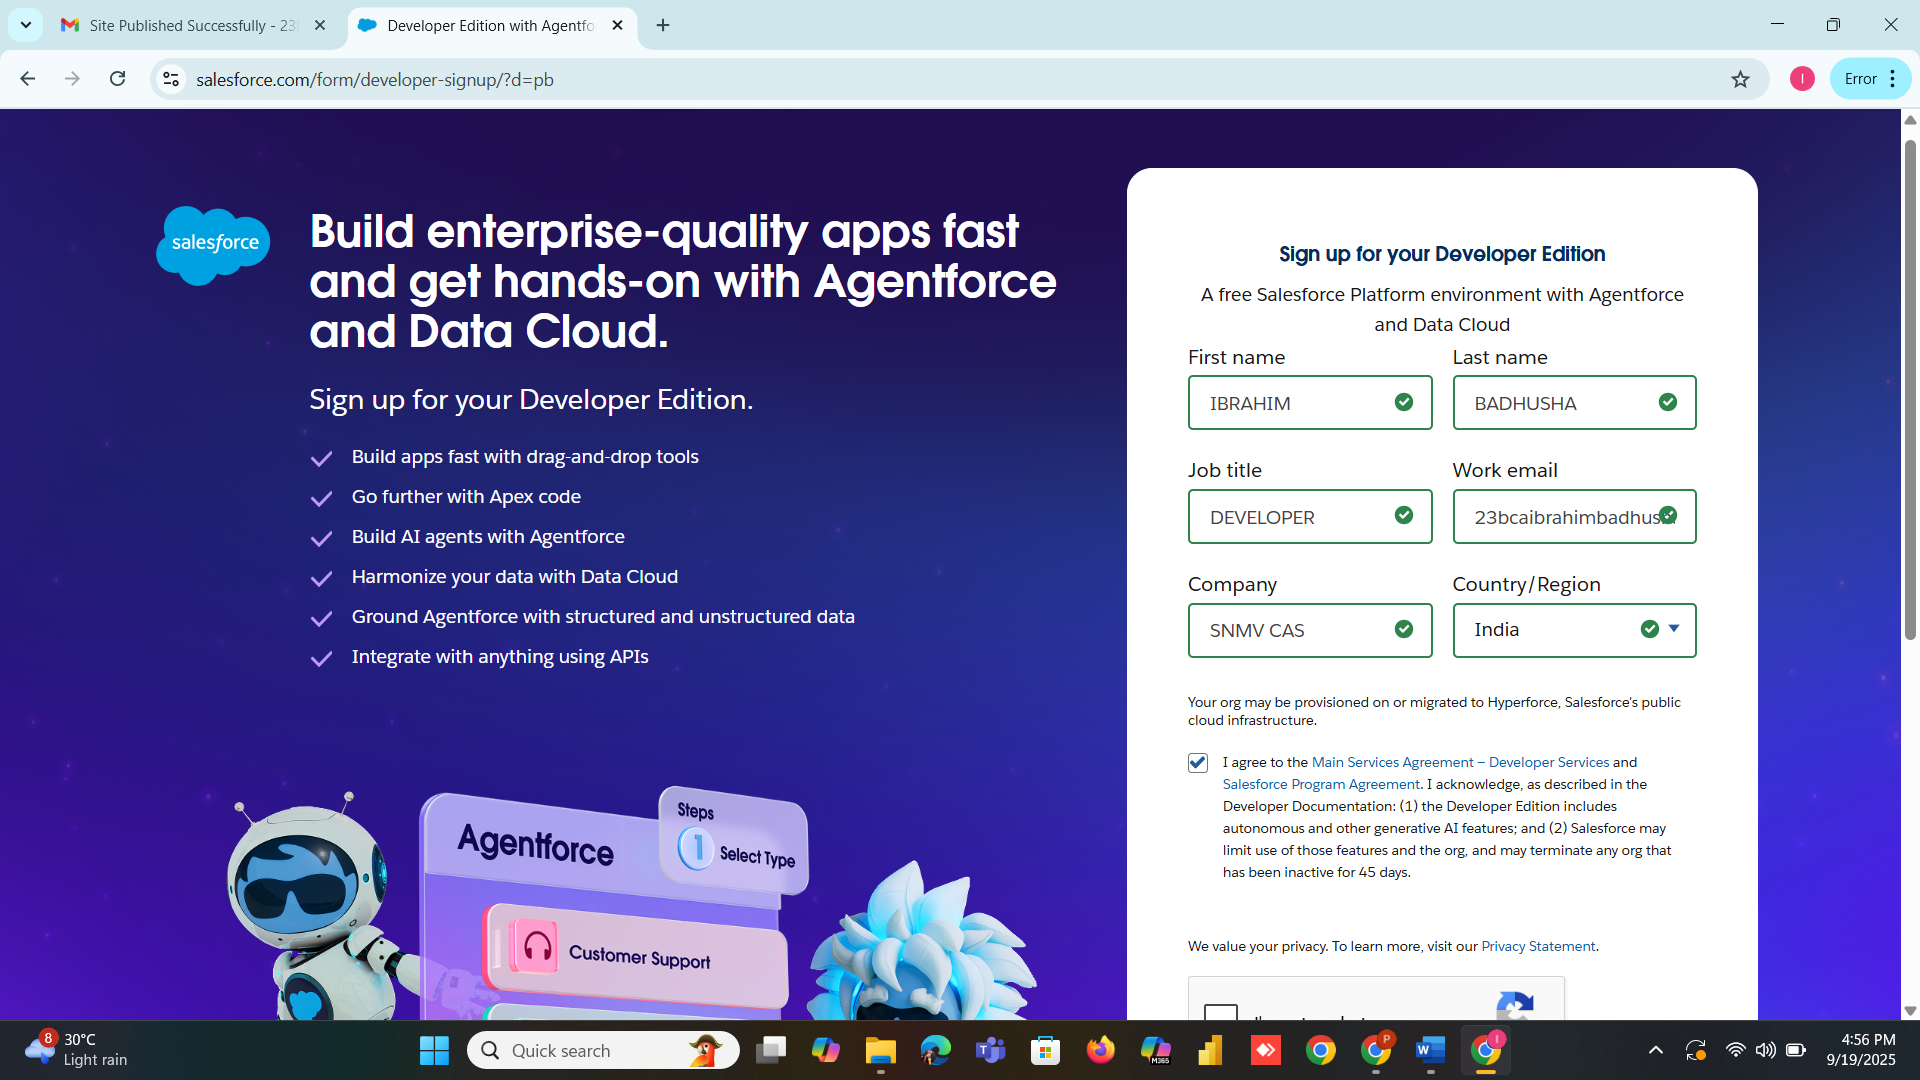 Site Published Successfully - 23
Developer Edition with Agentfo
salesforce.com/form/developer-signup/?d=pb
I
Error
salesforce
Build enterprise-quality apps fast
and get hands-on with Agentforce
and Data Cloud.
Sign up for your Developer Edition.
Build apps fast with drag-and-drop tools
Go further with Apex code
Build AI agents with Agentforce
Harmonize your data with Data Cloud
Ground Agentforce with structured and unstructured data
Integrate with anything using APIs
Agentforce
Steps
1 Select Type
Customer Support
Sign up for your Developer Edition
A free Salesforce Platform environment with Agentforce
and Data Cloud
First name Last name
IBRAHIM BADHUSHA
Job title Work email
DEVELOPER 23bcaibrahimbadhus
Company Country/Region
SNMV CAS India
Your org may be provisioned on or migrated to Hyperforce, Salesforce's public
cloud infrastructure.
I agree to the Main Services Agreement – Developer Services and
Salesforce Program Agreement. I acknowledge, as described in the
Developer Documentation: (1) the Developer Edition includes
autonomous and other generative AI features; and (2) Salesforce may
limit use of those features and the org, and may terminate any org that
has been inactive for 45 days.
We value your privacy. To learn more, visit our Privacy Statement.
8
30°C
Light rain
Quick search
M365
P
I
4:56 PM
9/19/2025